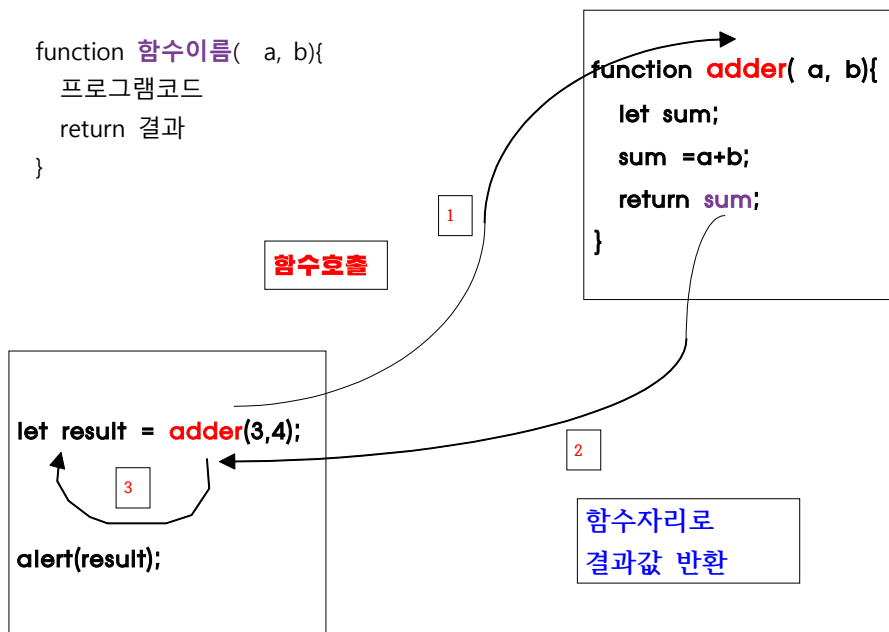 function 함수이름( a, b){
프로그램코드
return 결과
}
function adder( a, b){
let sum;
sum =a+b;
return sum;
}
1
함수호출
let result = adder(3,4);
3
alert(result);
2
함수자리로
결과값 반환